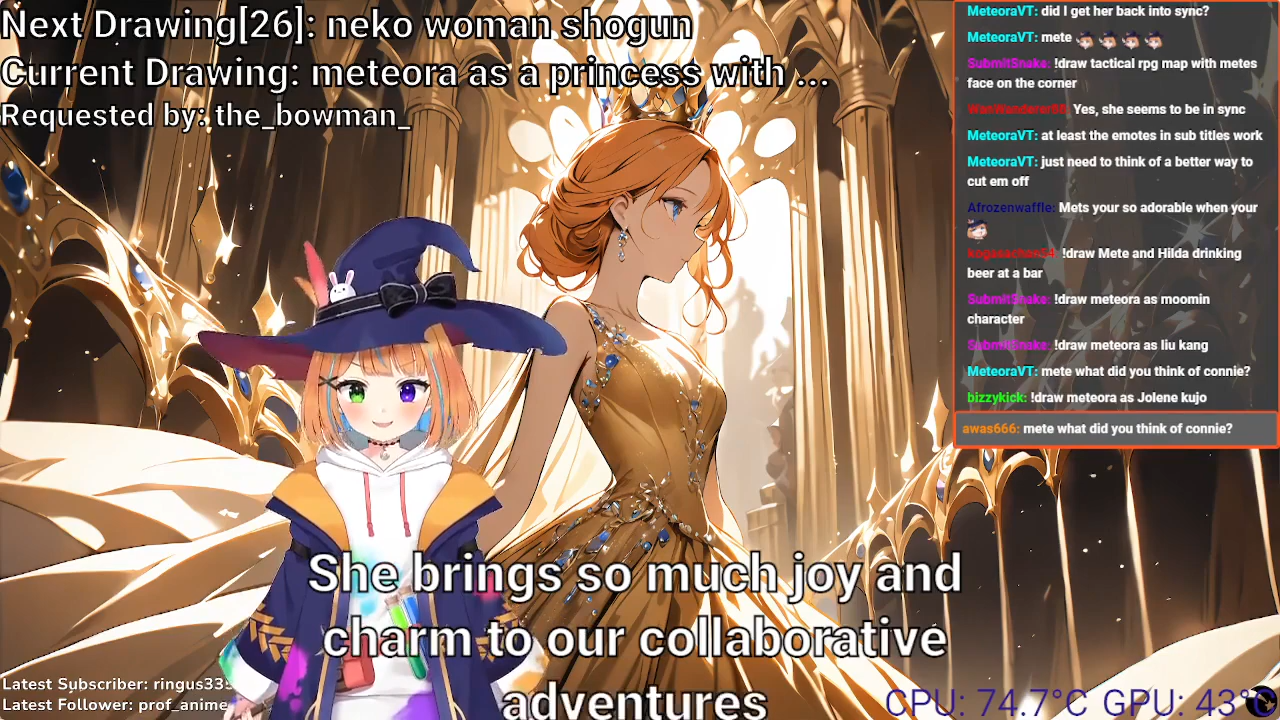 Next Drawing[26]: neko woman shogun
Current Drawing: meteora as a princess with ...
Requested by: the_bowman_
MeteoraVT: did I get her back into sync?
MeteoraVT: mete
SubmitSnake: !draw tactical rpg map with metes
face on the corner
WanWanderer66: Yes, she seems to be in sync
MeteoraVT: at least the emotes in sub titles work
MeteoraVT: just need to think of a better way to
cut em off
Afrozenwaffle: Mets your so adorable when your
!draw Mete and Hilda drinking
beer at a bar
SubmitSnake: !draw meteora as moomin
character
SubmitSnake: !draw meteora as liu kang
MeteoraVT: mete what did you think of connie?
bizzykick: !draw meteora as Jolene kujo
awas666: mete what did you think of connie?
She brings so much joy and
charm to our collaborative
adventures
Latest Subscriber: ringus335
Latest Follower: prof_anime_
CPU: 74.7°C GPU: 43°C